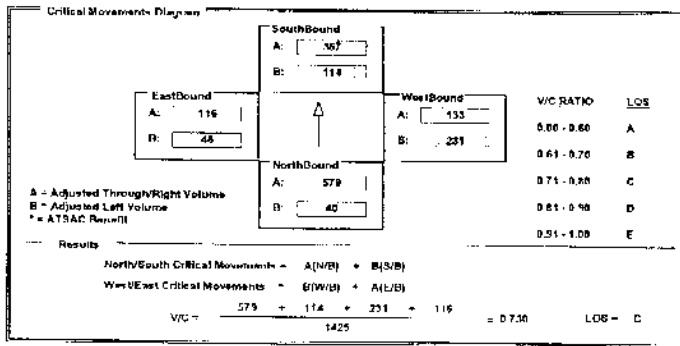 Critical Movements Diagram
SouthBound
A: 367
B: 114
EastBound
A: 116
B: 46
WestBound
A: 133
B: 231
NorthBound
A: 579
B: 40
V/C RATIO LOS
0.00 - 0.60 A
0.61 - 0.70 B
0.71 - 0.80 C
0.81 - 0.90 D
0.91 - 1.00 E
A = Adjusted Through/Right Volume
B = Adjusted Left Volume
* = ATSAC Benefit
Results
North/South Critical Movements = A(N/B) + B(S/B)
West/East Critical Movements = B(W/B) + A(E/B)
V/C = 579 + 114 + 231 + 116 = 0.730 LOS = C
1425